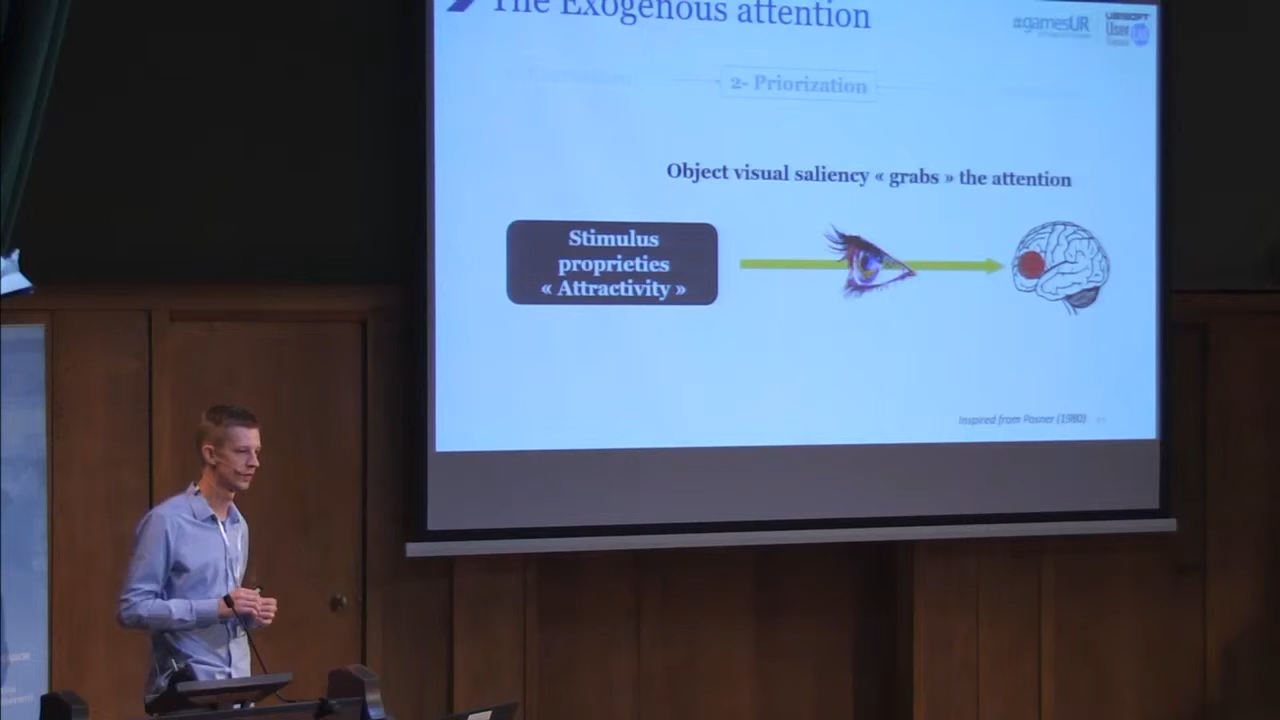 The Exogenous attention
#gamesUR
UBISOFT
User
2- Priorization
Object visual saliency « grabs » the attention
Stimulus
proprieties
« Attractivity »
Inspired from Posner (1980)